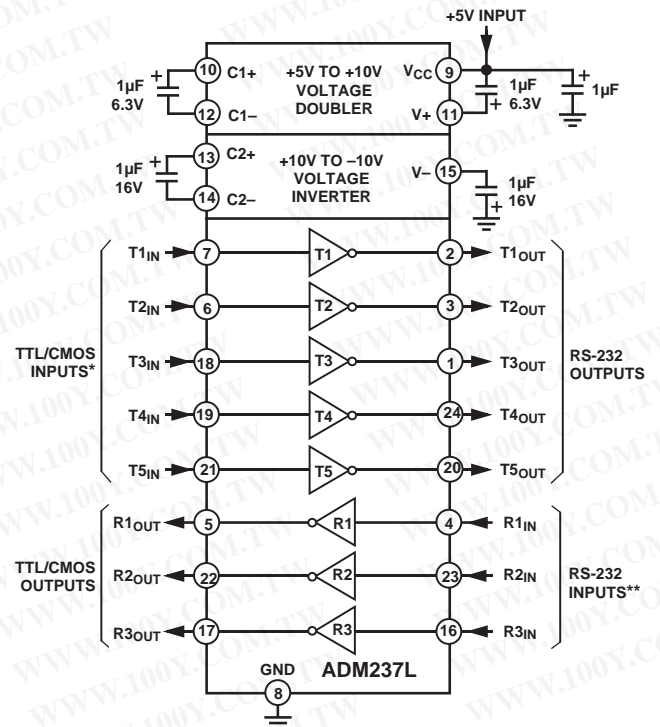 +5V INPUT
10 C1+ +5V TO +10V VOLTAGE DOUBLER VCC 9
1µF 6.3V
12 C1– V+ 11
1µF 6.3V
1µF
13 C2+ +10V TO –10V VOLTAGE INVERTER V– 15
1µF 16V
14 C2–
1µF 16V
T1IN 7 T1 2 T1OUT
T2IN 6 T2 3 T2OUT
TTL/CMOS INPUTS*
T3IN 18 T3 1 T3OUT
RS-232 OUTPUTS
T4IN 19 T4 24 T4OUT
T5IN 21 T5 20 T5OUT
R1OUT 5 R1 4 R1IN
TTL/CMOS OUTPUTS
R2OUT 22 R2 23 R2IN
RS-232 INPUTS**
R3OUT 17 R3 16 R3IN
GND ADM237L
8
WWW.100Y.COM.TW